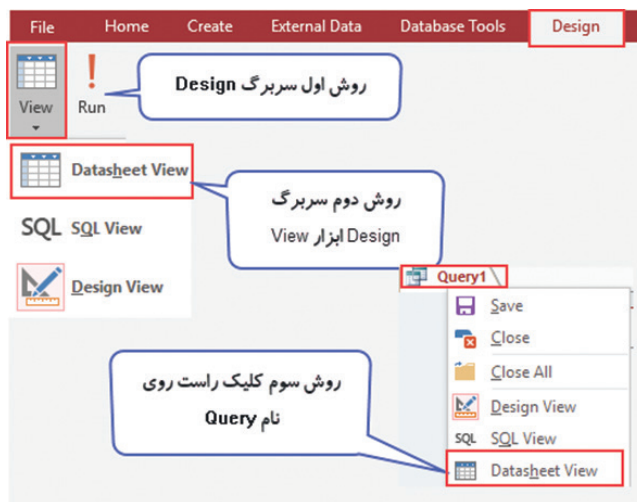 File Home Create External Data Database Tools Design
View Run
روش اول سربرگ Design
Datasheet View
SQL SQL View
Design View
روش دوم سربرگ
Design ابزار View
Query1
Save
Close
Close All
Design View
SQL SQL View
Datasheet View
روش سوم کلیک راست روی
نام Query